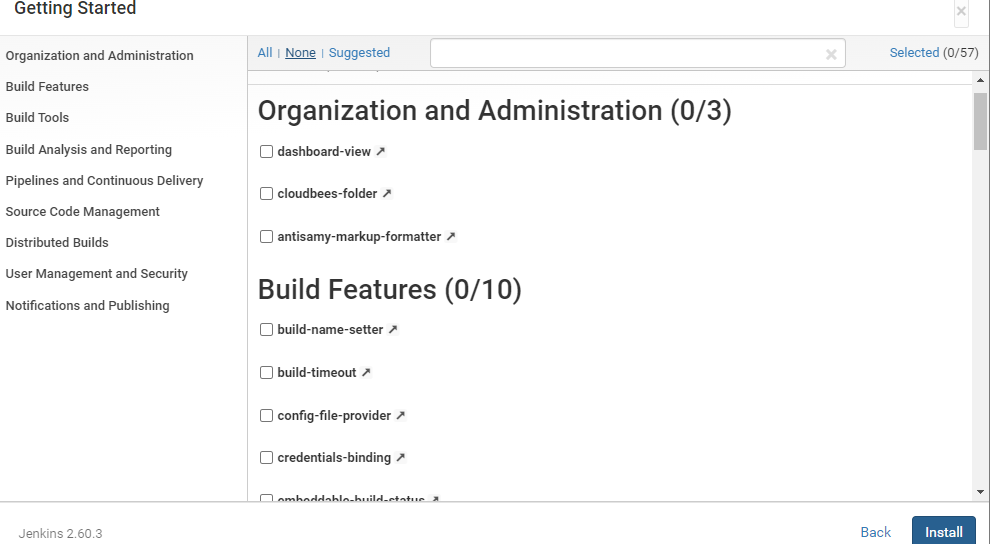 Getting Started
×
Organization and Administration
Build Features
Build Tools
Build Analysis and Reporting
Pipelines and Continuous Delivery
Source Code Management
Distributed Builds
User Management and Security
Notifications and Publishing
All | None | Suggested
Selected (0/57)
Organization and Administration (0/3)
dashboard-view
cloudbees-folder
antisamy-markup-formatter
Build Features (0/10)
build-name-setter
build-timeout
config-file-provider
credentials-binding
embeddable-build-status
Jenkins 2.60.3
Back
Install